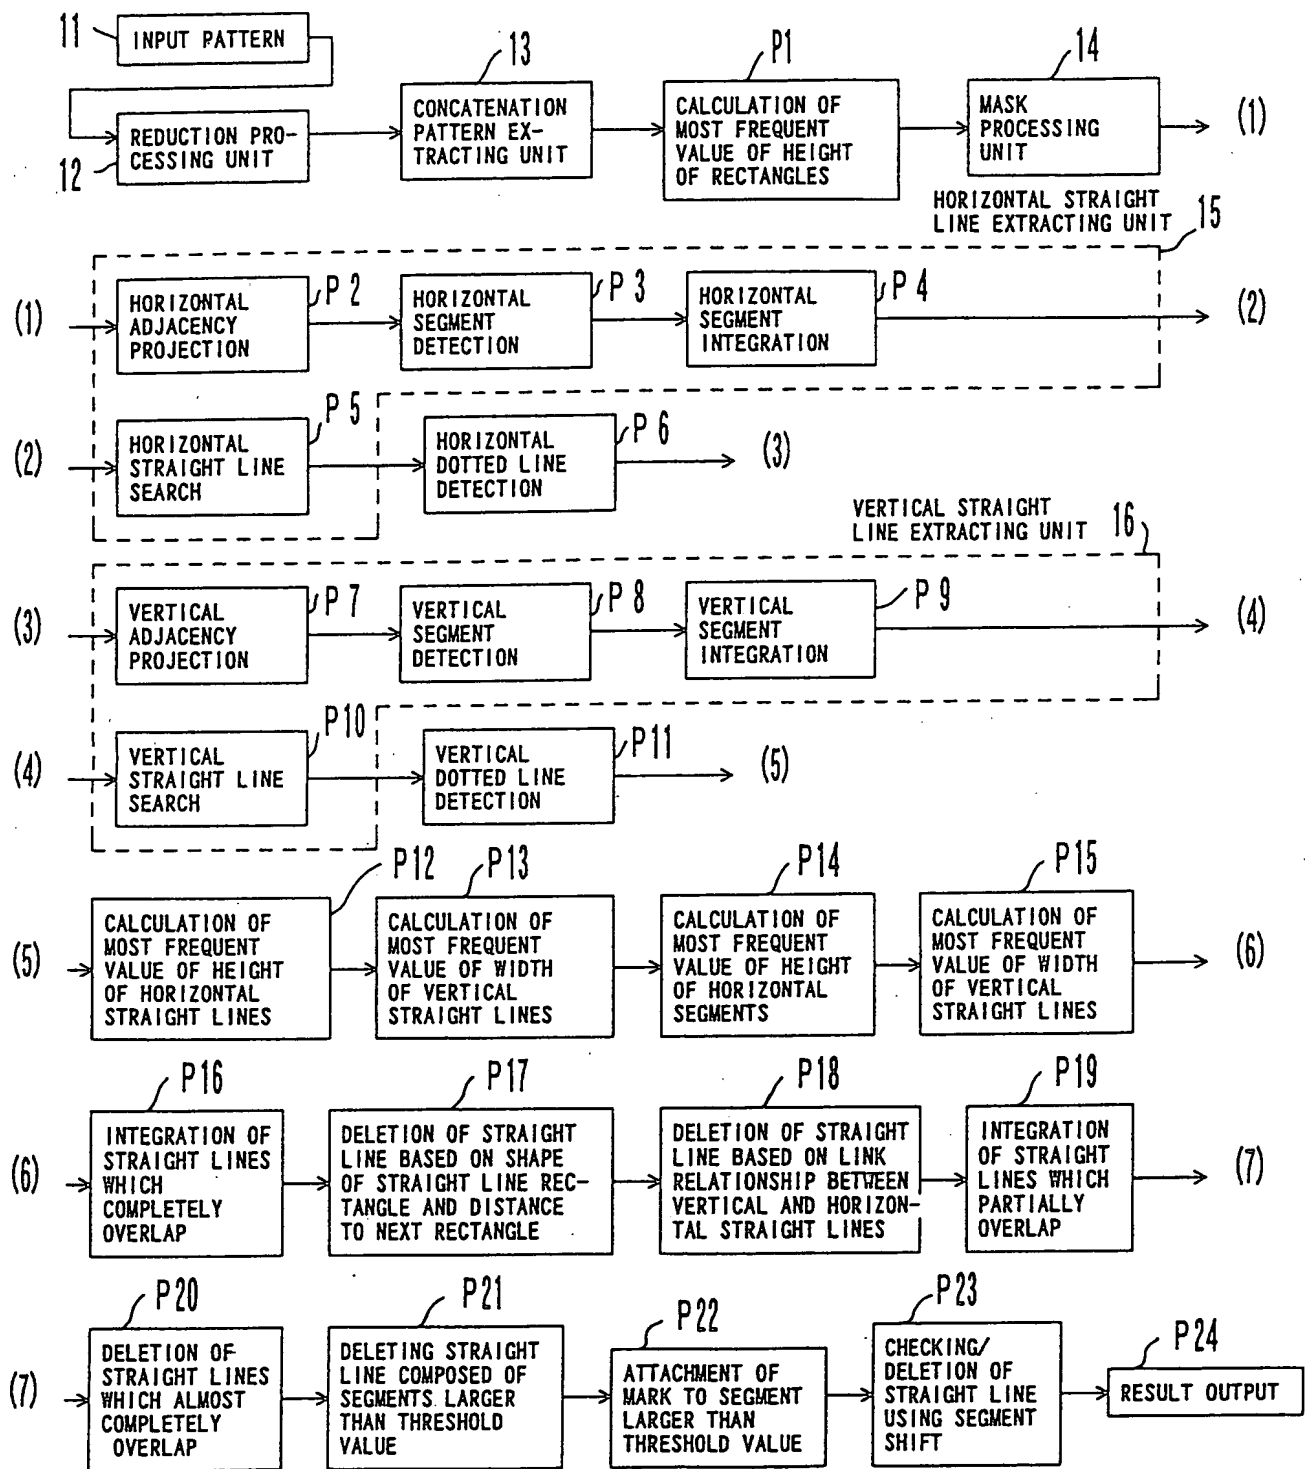 11
INPUT PATTERN
12
REDUCTION PRO-
CESSING UNIT
13
CONCATENATION
PATTERN EX-
TRACTING UNIT
P1
CALCULATION OF
MOST FREQUENT
VALUE OF HEIGHT
OF RECTANGLES
14
MASK
PROCESSING
UNIT
(1)
HORIZONTAL STRAIGHT
LINE EXTRACTING UNIT
15
(1)
P 2
HORIZONTAL
ADJACENCY
PROJECTION
P 3
HORIZONTAL
SEGMENT
DETECTION
P 4
HORIZONTAL
SEGMENT
INTEGRATION
(2)
(2)
P 5
HORIZONTAL
STRAIGHT LINE
SEARCH
P 6
HORIZONTAL
DOTTED LINE
DETECTION
(3)
VERTICAL STRAIGHT
LINE EXTRACTING UNIT
16
(3)
P 7
VERTICAL
ADJACENCY
PROJECTION
P 8
VERTICAL
SEGMENT
DETECTION
P 9
VERTICAL
SEGMENT
INTEGRATION
(4)
(4)
P10
VERTICAL
STRAIGHT LINE
SEARCH
P11
VERTICAL
DOTTED LINE
DETECTION
(5)
(5)
P12
CALCULATION OF
MOST FREQUENT
VALUE OF HEIGHT
OF HORIZONTAL
STRAIGHT LINES
P13
CALCULATION OF
MOST FREQUENT
VALUE OF WIDTH
OF VERTICAL
STRAIGHT LINES
P14
CALCULATION OF
MOST FREQUENT
VALUE OF HEIGHT
OF HORIZONTAL
SEGMENTS
P15
CALCULATION OF
MOST FREQUENT
VALUE OF WIDTH
OF VERTICAL
STRAIGHT LINES
(6)
(6)
P16
INTEGRATION OF
STRAIGHT LINES
WHICH
COMPLETELY
OVERLAP
P17
DELETION OF STRAIGHT
LINE BASED ON SHAPE
OF STRAIGHT LINE REC-
TANGLE AND DISTANCE
TO NEXT RECTANGLE
P18
DELETION OF STRAIGHT
LINE BASED ON LINK
RELATIONSHIP BETWEEN
VERTICAL AND HORIZON-
TAL STRAIGHT LINES
P19
INTEGRATION
OF STRAIGHT
LINES WHICH
PARTIALLY
OVERLAP
(7)
(7)
P20
DELETION OF
STRAIGHT LINES
WHICH ALMOST
COMPLETELY
OVERLAP
P21
DELETING STRAIGHT
LINE COMPOSED OF
SEGMENTS LARGER
THAN THRESHOLD
VALUE
P22
ATTACHMENT OF
MARK TO SEGMENT
LARGER THAN
THRESHOLD VALUE
P23
CHECKING/
DELETION OF
STRAIGHT LINE
USING SEGMENT
SHIFT
P24
RESULT OUTPUT